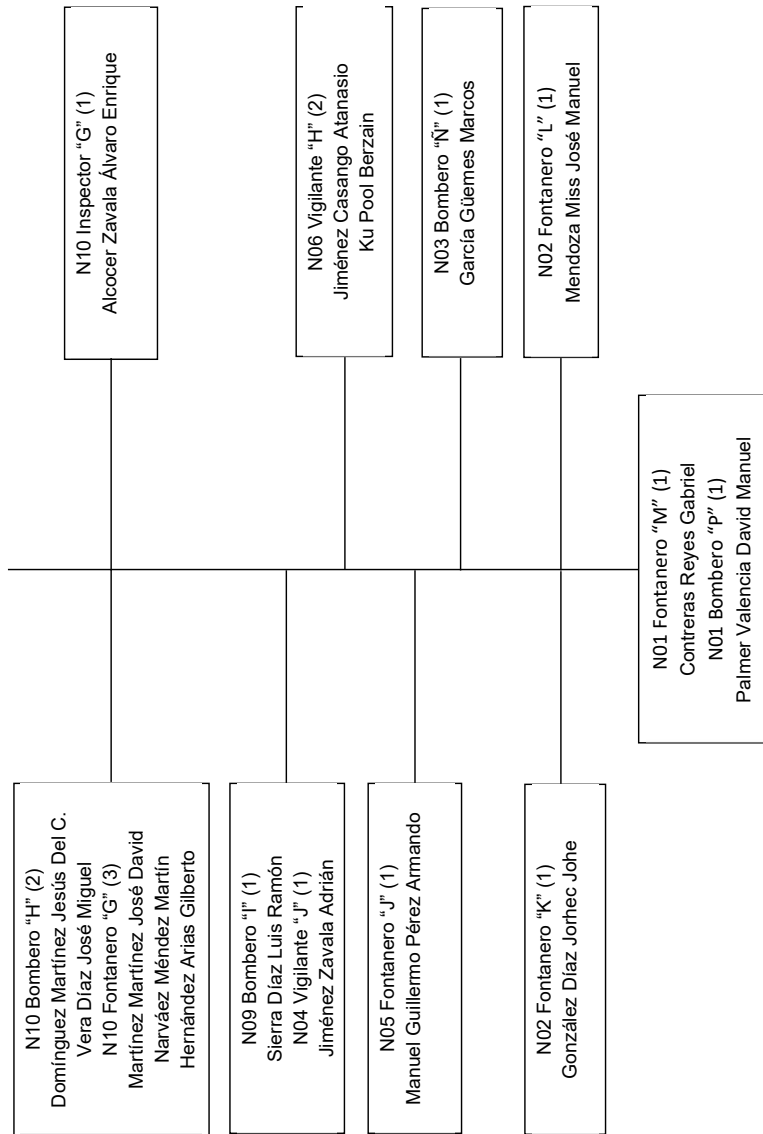 N10 Inspector “G” (1)
Alcocer Zavala Álvaro Enrique
N06 Vigilante “H” (2)
Jiménez Casango Atanasio
Ku Pool Berzain
N03 Bombero “Ñ” (1)
García Güemes Marcos
N02 Fontanero “L” (1)
Mendoza Miss José Manuel
N01 Fontanero “M” (1)
Contreras Reyes Gabriel
N01 Bombero “P” (1)
Palmer Valencia David Manuel
N10 Bombero “H” (2)
Domínguez Martínez Jesús Del C.
Vera Díaz José Miguel
N10 Fontanero “G” (3)
Martínez Martínez José David
Narváez Méndez Martín
Hernández Arias Gilberto
N09 Bombero “I” (1)
Sierra Díaz Luis Ramón
N04 Vigilante “J” (1)
Jiménez Zavala Adrián
N05 Fontanero “J” (1)
Manuel Guillermo Pérez Armando
N02 Fontanero “K” (1)
González Díaz Jorhec Johe